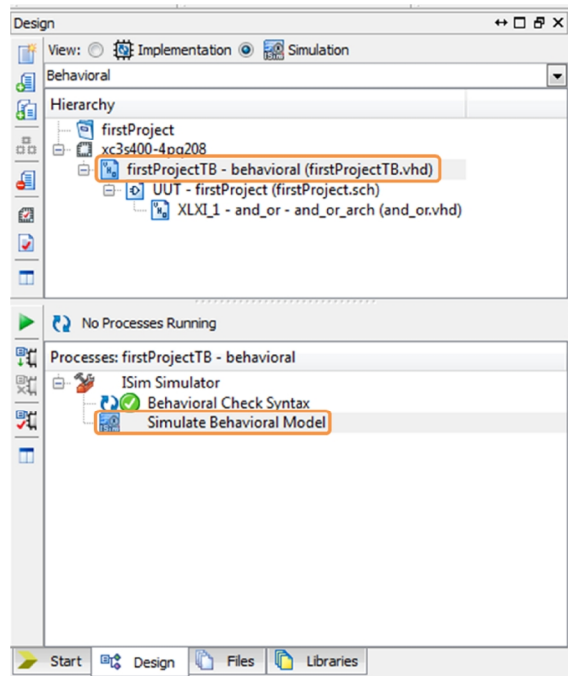 Design
View: Implementation Simulation
Behavioral
Hierarchy
firstProject
xc3s400-4pq208
firstProjectTB - behavioral (firstProjectTB.vhd)
UUT - firstProject (firstProject.sch)
XLXI_1 - and_or - and_or_arch (and_or.vhd)
No Processes Running
Processes: firstProjectTB - behavioral
ISim Simulator
Behavioral Check Syntax
Simulate Behavioral Model
Start Design Files Libraries